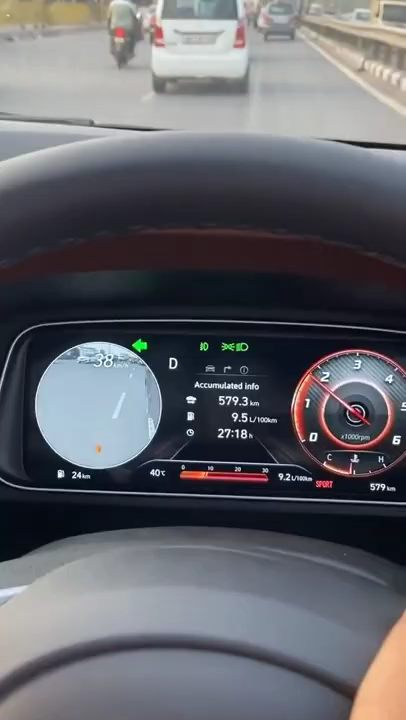 38 km/h
D
Accumulated info
579.3 km
9.5 L/100km
27:18 h
1
2
3
4
5
6
0
x1000rpm
C
H
24 km
40℃
0 10 20 30
9.2 L/100km
SPORT
579 km